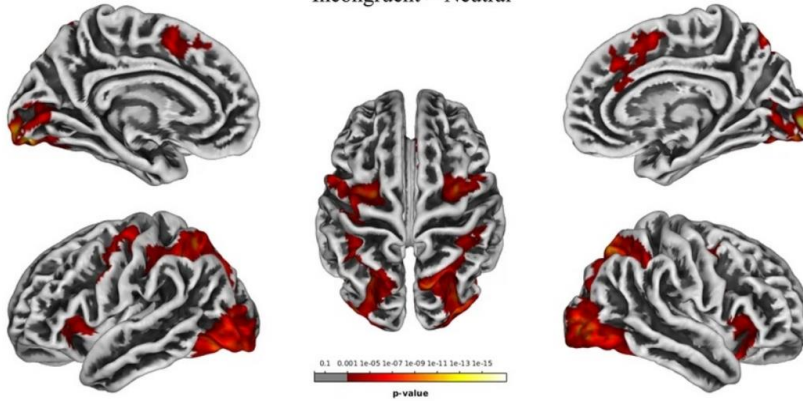 Incongruent – Neutral
0.1 0.001 1e-05 1e-07 1e-09 1e-11 1e-13 1e-15
p-value